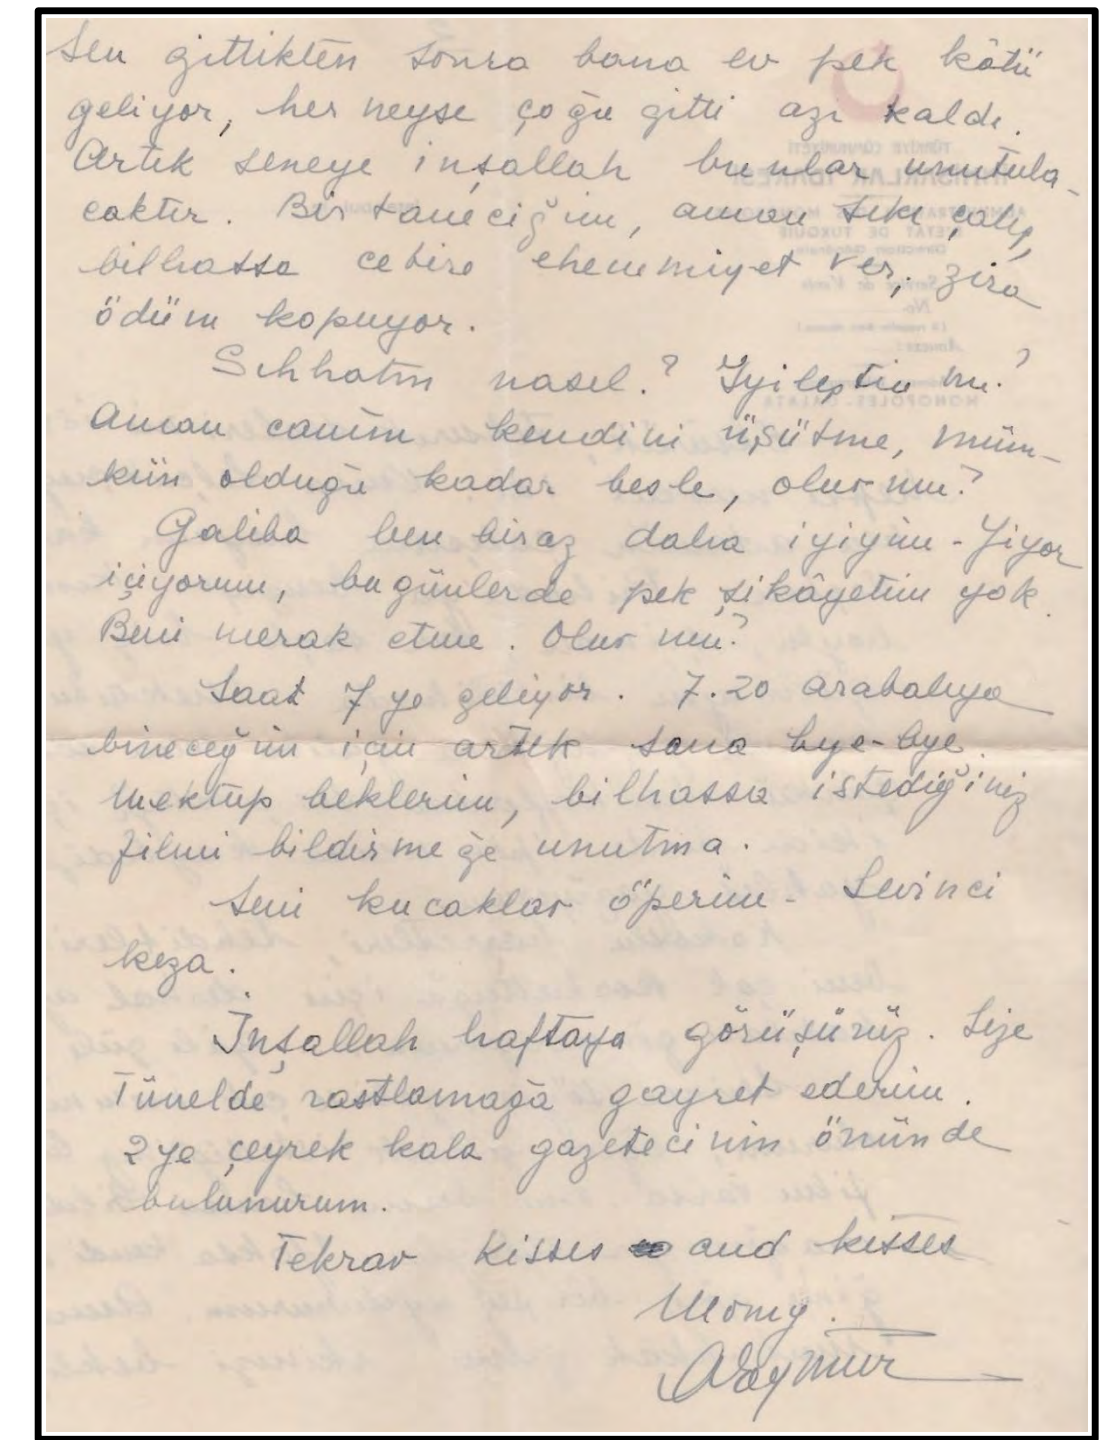 Sen gittikten sonra bana ev pek kötü
geliyor, her neyse çoğu gitti azı kaldı.
Artık seneye inşallah bunlar unutula-
caktır. Bir taneciğim, aman sıkı çalış,
bilhassa cebire ehemmiyet ver, zira
ödüm kopuyor.
Sıhhatın nasıl? İyileştin mi?
Aman canım kendini üşütme, müm-
kün olduğu kadar besle, olur mu?
Galiba ben biraz daha iyiyim - Yiyor
içiyorum, bugünlerde pek şikâyetim yok.
Beni merak etme. Olur mu?
Saat 7 ye geliyor. 7.20 arabalıya
bineceğim için artık sana bye-bye.
Mektup beklerim, bilhassa istediğiniz
filmi bildirmeğe unutma.
Seni kucaklar öperim - Sevinci
keza.
İnşallah haftaya görüşürüz. Size
Tünelde rastlamağa gayret ederim.
2 ye çeyrek kala gazetecinin önünde
bulunurum.
Tekrar kisses and kisses
Momy.